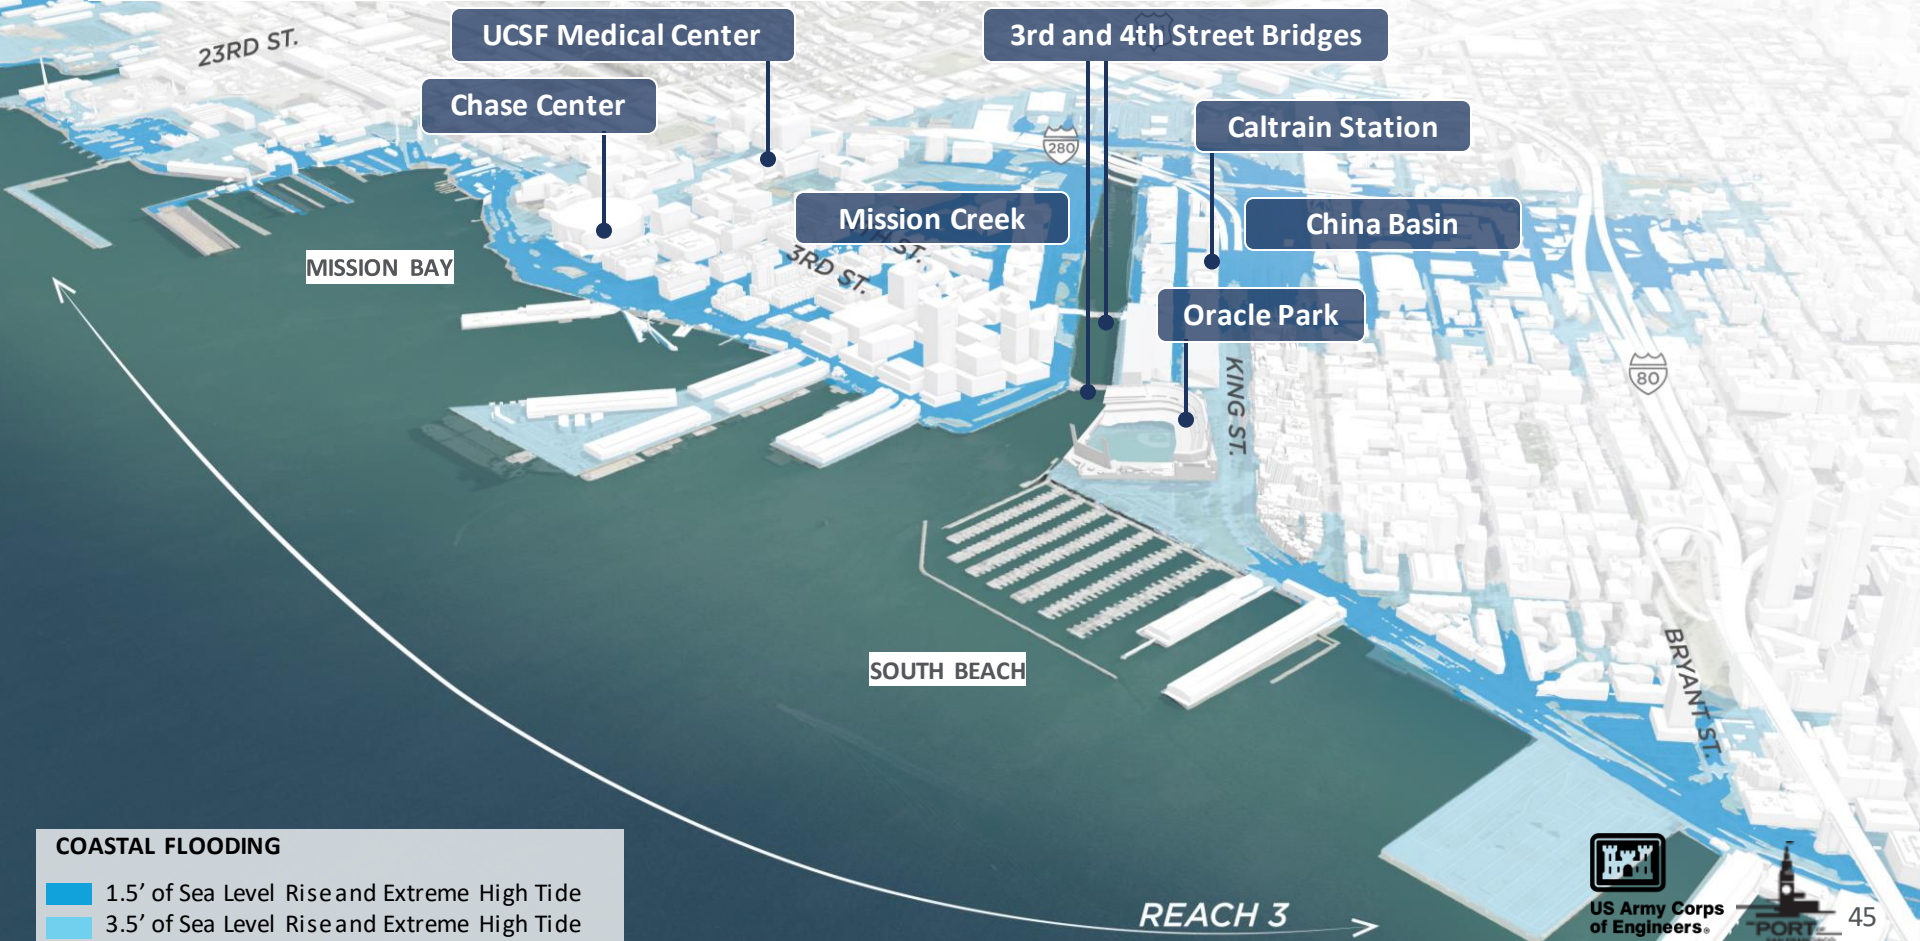 23RD ST.
UCSF Medical Center
3rd and 4th Street Bridges
Chase Center
Caltrain Station
280
Mission Creek
China Basin
ST.
3RD ST.
MISSION BAY
Oracle Park
KING ST.
80
SOUTH BEACH
BRYANT ST.
COASTAL FLOODING
1.5’ of Sea Level Rise and Extreme High Tide
3.5’ of Sea Level Rise and Extreme High Tide
REACH 3
US Army Corps
of Engineers®
PORT
45